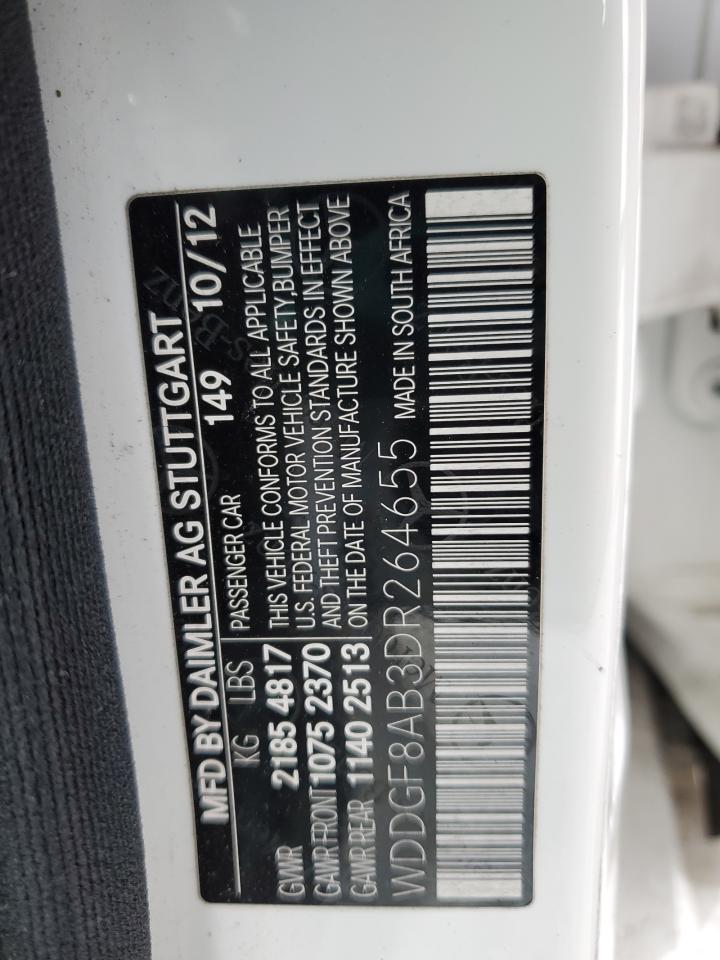 MFD BY DAIMLER AG STUTTGART
KG LBS 149 10/12
GVWR 2185 4817 PASSENGER CAR
GAWR FRONT 1075 2370 THIS VEHICLE CONFORMS TO ALL APPLICABLE
GAWR REAR 1140 2513 U.S. FEDERAL MOTOR VEHICLE SAFETY, BUMPER
AND THEFT PREVENTION STANDARDS IN EFFECT
ON THE DATE OF MANUFACTURE SHOWN ABOVE
WDDGF8AB3DR264655 MADE IN SOUTH AFRICA